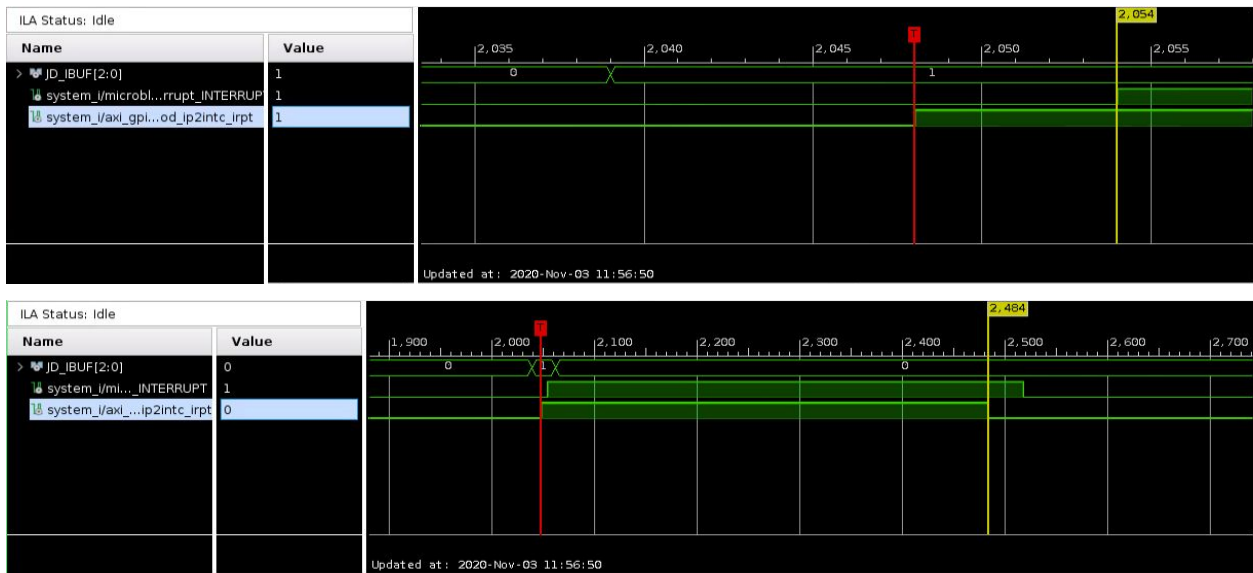 ILA Status: Idle
2,054
Name Value
2,035 2,040 2,045 T 2,050 2,055
> JD_IBUF[2:0] 1 0 1
system_i/microbl...rrupt_INTERRUP 1
system_i/axi_gpi...od_ip2intc_irpt 1
Updated at: 2020-Nov-03 11:56:50
ILA Status: Idle
2,484
Name Value
T
1,900 2,000 2,100 2,200 2,300 2,400 2,500 2,600 2,700
> JD_IBUF[2:0] 0 0 1 0
system_i/mi..._INTERRUPT 1
system_i/axi_...ip2intc_irpt 0
Updated at: 2020-Nov-03 11:56:50